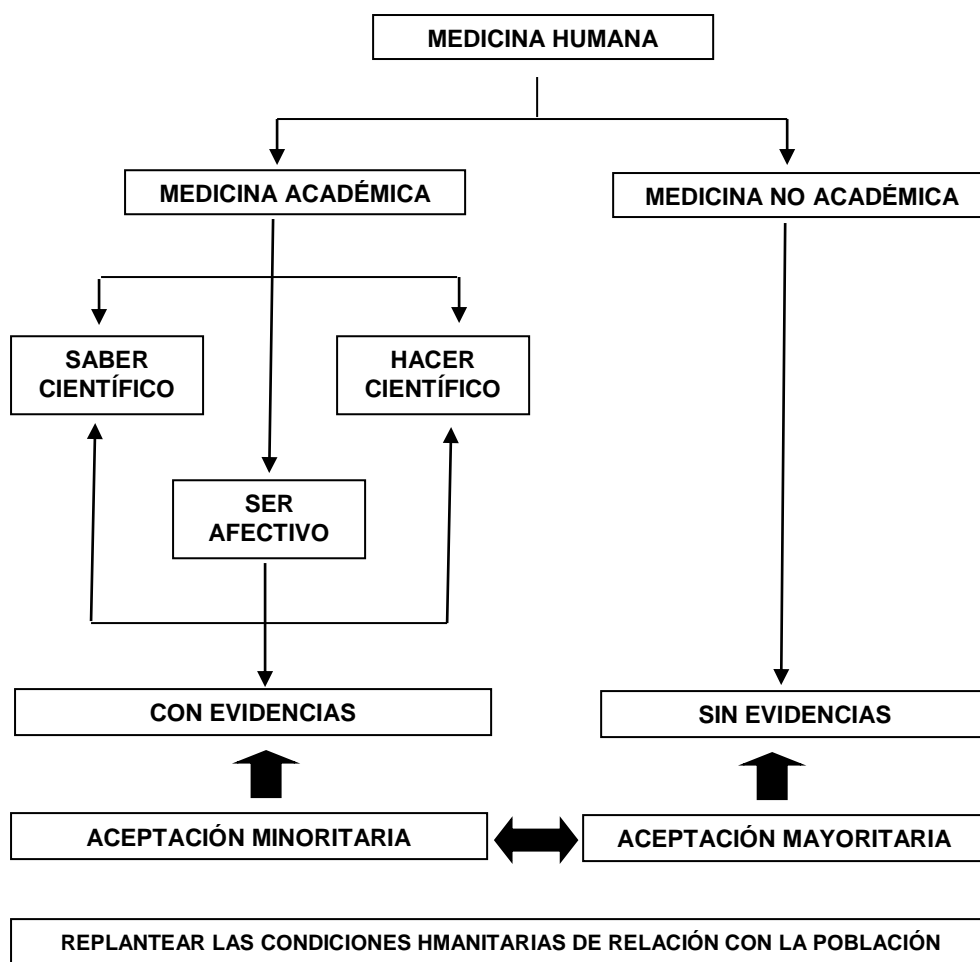 MEDICINA HUMANA
MEDICINA ACADÉMICA
MEDICINA NO ACADÉMICA
SABER
CIENTÍFICO
HACER
CIENTÍFICO
SER
AFECTIVO
CON EVIDENCIAS
SIN EVIDENCIAS
ACEPTACIÓN MINORITARIA
ACEPTACIÓN MAYORITARIA
REPLANTEAR LAS CONDICIONES HMANITARIAS DE RELACIÓN CON LA POBLACIÓN